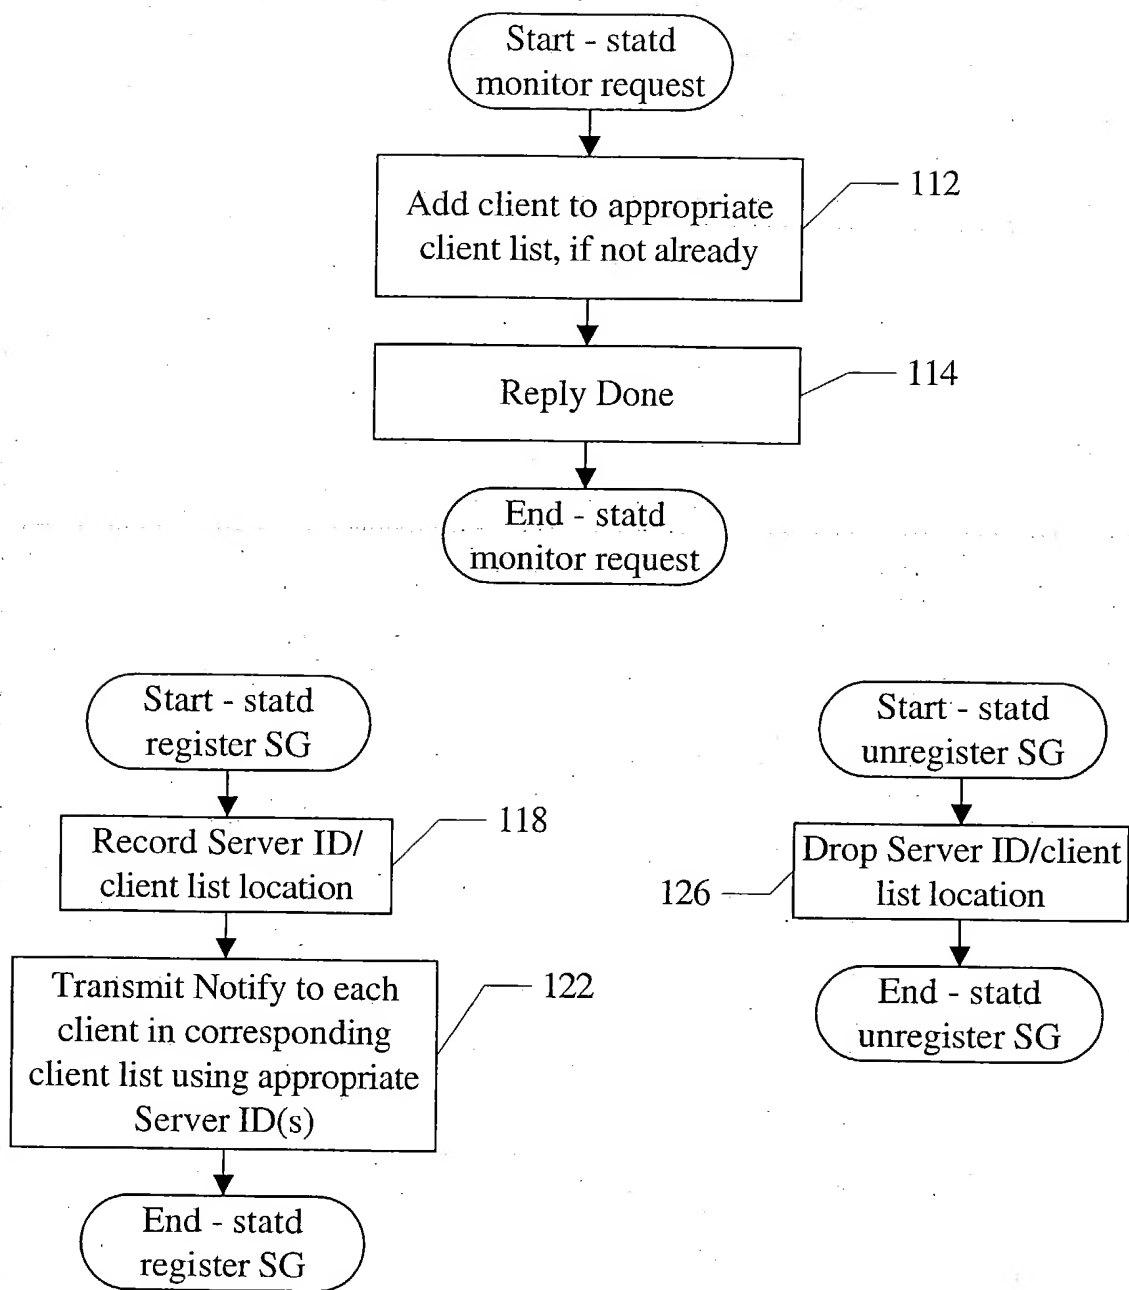 Start - statd
monitor request
Add client to appropriate
client list, if not already
112
Reply Done
114
End - statd
monitor request
Start - statd
register SG
Record Server ID/
client list location
118
Transmit Notify to each
client in corresponding
client list using appropriate
Server ID(s)
122
End - statd
register SG
Start - statd
unregister SG
Drop Server ID/client
list location
126
End - statd
unregister SG